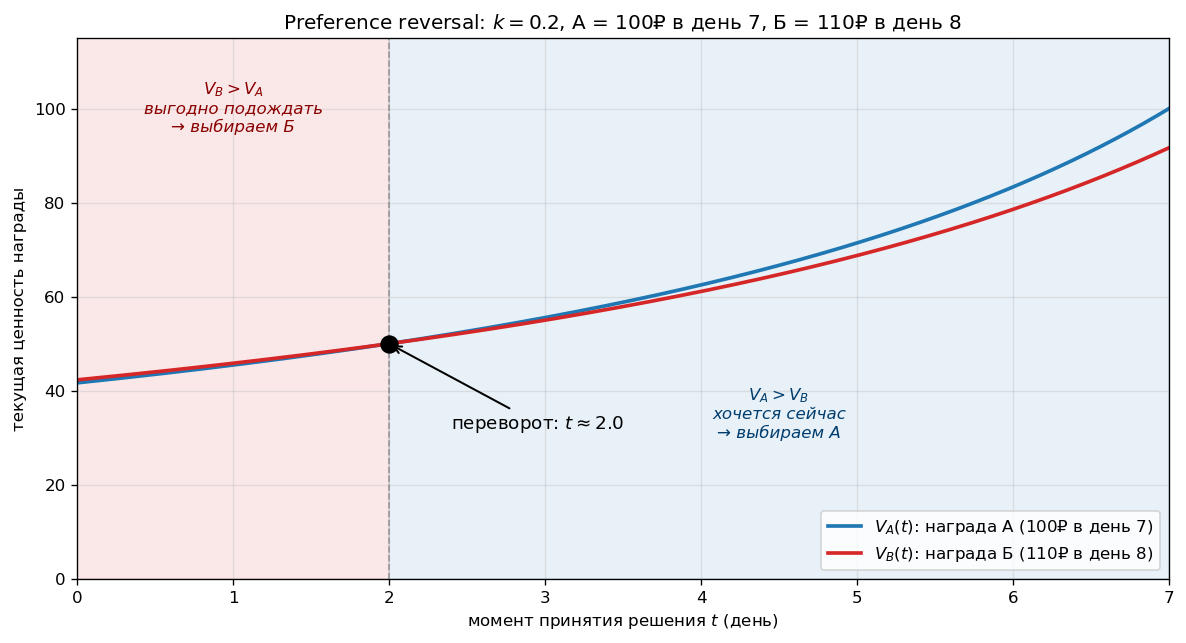 Preference reversal: k = 0.2, А = 100₽ в день 7, Б = 110₽ в день 8
V_B > V_A
выгодно подождать
→ выбираем Б
переворот: t ≈ 2.0
V_A > V_B
хочется сейчас
→ выбираем А
V_A(t): награда А (100₽ в день 7)
V_B(t): награда Б (110₽ в день 8)
текущая ценность награды
100
80
60
40
20
0
0 1 2 3 4 5 6 7
момент принятия решения t (день)